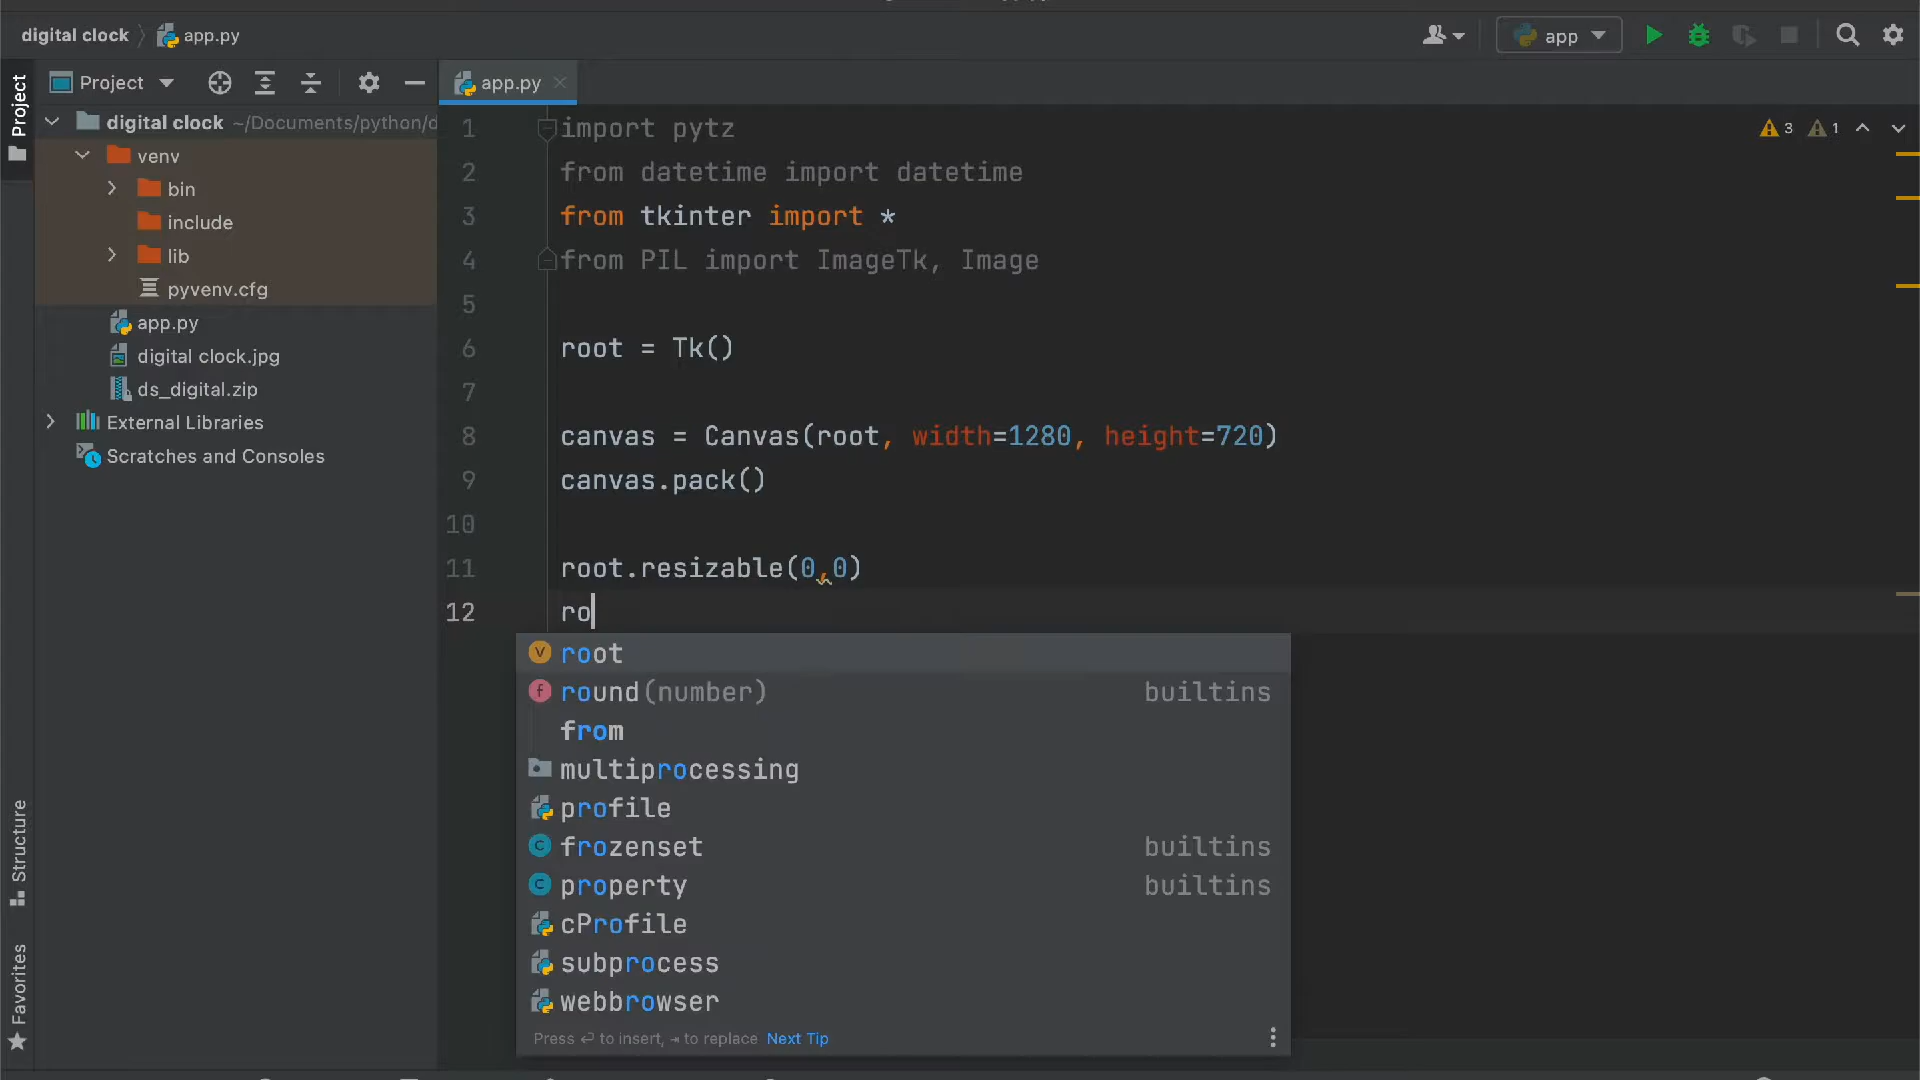 digital clock
app.py
app
Project
Project
app.py
digital clock ~/Documents/python/d
venv
bin
include
lib
pyvenv.cfg
app.py
digital clock.jpg
ds_digital.zip
External Libraries
Scratches and Consoles
Structure
Favorites
3
1
1 import pytz
2 from datetime import datetime
3 from tkinter import *
4 from PIL import ImageTk, Image
5
6 root = Tk()
7
8 canvas = Canvas(root, width=1280, height=720)
9 canvas.pack()
10
11 root.resizable(0,0)
12 ro
V root
f round(number) builtins
from
multiprocessing
profile
C frozenset builtins
C property builtins
cProfile
subprocess
webbrowser
Press ↵ to insert, ⇥ to replace Next Tip